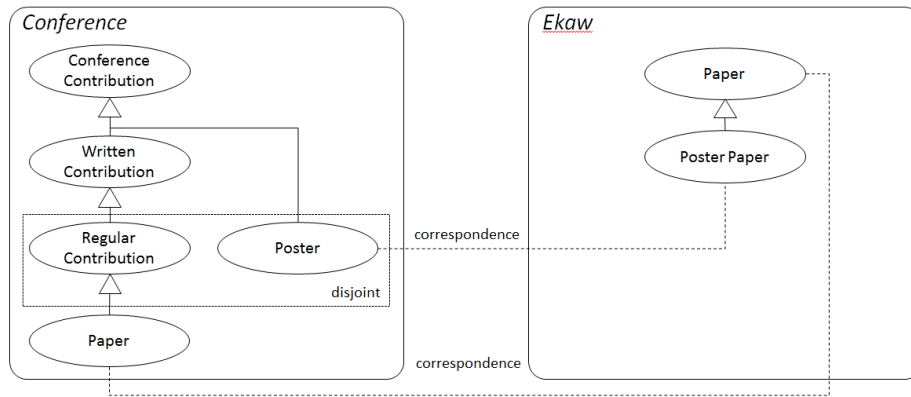 Conference
Ekaw
Conference
Contribution
Paper
Written
Contribution
Poster Paper
Regular
Contribution
Poster
correspondence
disjoint
Paper
correspondence